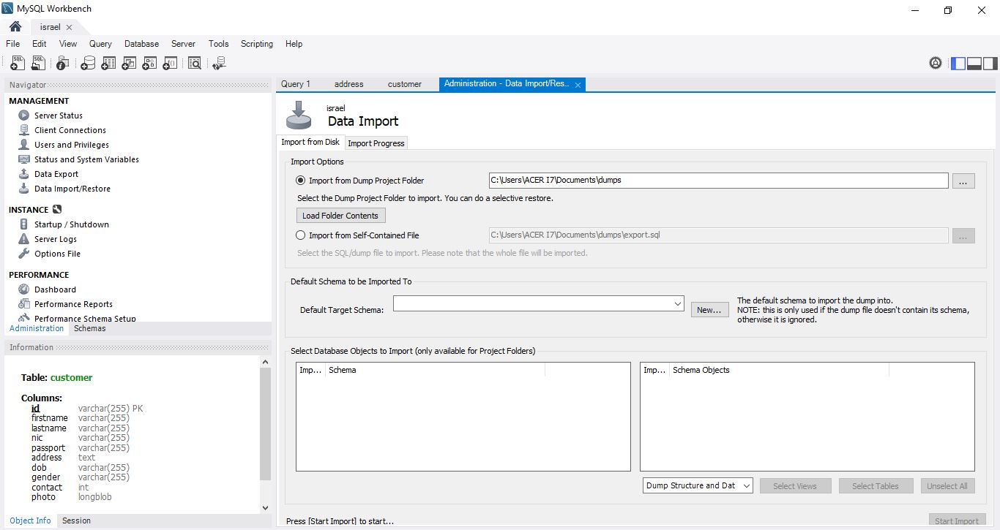 MySQL Workbench
israel
File Edit View Query Database Server Tools Scripting Help
Navigator
MANAGEMENT
Server Status
Client Connections
Users and Privileges
Status and System Variables
Data Export
Data Import/Restore
INSTANCE
Startup / Shutdown
Server Logs
Options File
PERFORMANCE
Dashboard
Performance Reports
Performance Schema Setup
Administration Schemas
Information
Table: customer
Columns:
id varchar(255) PK
firstname varchar(255)
lastname varchar(255)
nic varchar(255)
passport varchar(255)
address text
dob varchar(255)
gender varchar(255)
contact int
photo longblob
Object Info Session
Query 1 address customer Administration - Data Import/Res...
israel
Data Import
Import from Disk Import Progress
Import Options
Import from Dump Project Folder C:\Users\ACER I7\Documents\dumps ...
Select the Dump Project Folder to import. You can do a selective restore.
Load Folder Contents
Import from Self-Contained File C:\Users\ACER I7\Documents\dumps\export.sql ...
Select the SQL/dump file to import. Please note that the whole file will be imported.
Default Schema to be Imported To
Default Target Schema: New...
The default schema to import the dump into.
NOTE: this is only used if the dump file doesn't contain its schema,
otherwise it is ignored.
Select Database Objects to Import (only available for Project Folders)
Imp... Schema
Imp... Schema Objects
Dump Structure and Dat Select Views Select Tables Unselect All
Press [Start Import] to start... Start Import